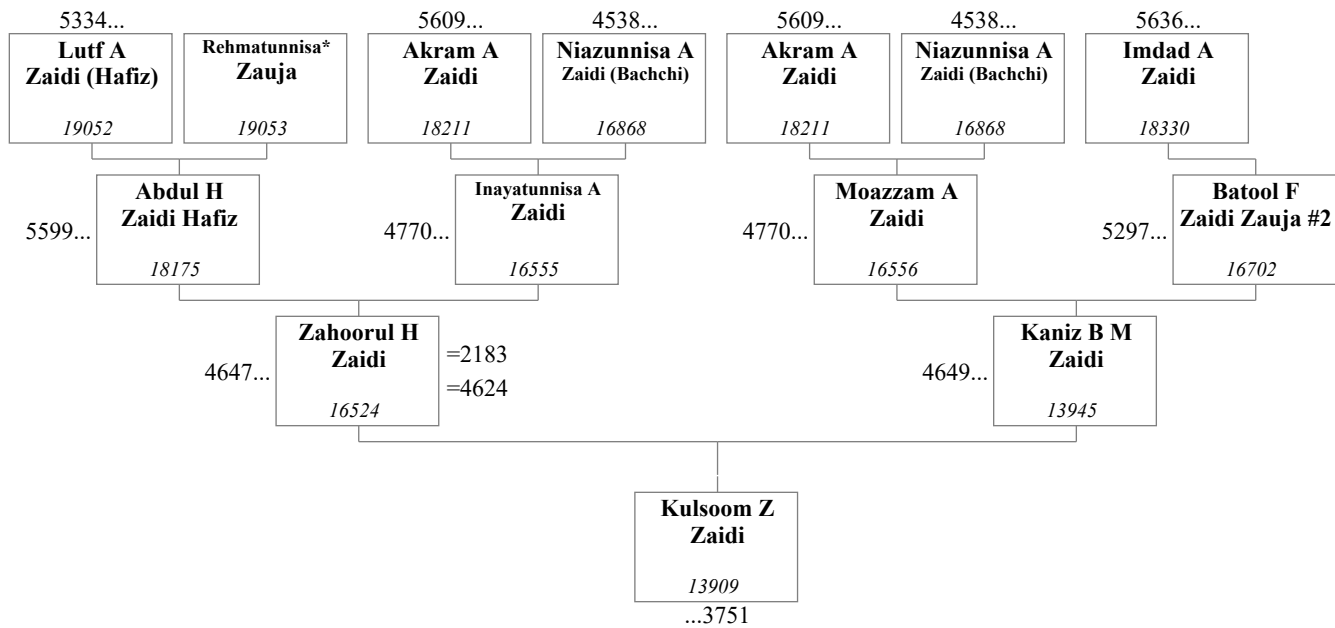 5334...
5609...
4538...
5609...
4538...
5636...
Lutf A
Zaidi (Hafiz)
19052
Rehmatunnisa*
Zauja
19053
Akram A
Zaidi
18211
Niazunnisa A
Zaidi (Bachchi)
16868
Akram A
Zaidi
18211
Niazunnisa A
Zaidi (Bachchi)
16868
Imdad A
Zaidi
18330
5599...
Abdul H
Zaidi Hafiz
18175
4770...
Inayatunnisa A
Zaidi
16555
4770...
Moazzam A
Zaidi
16556
5297...
Batool F
Zaidi Zauja #2
16702
4647...
Zahoorul H
Zaidi
16524
=2183
=4624
4649...
Kaniz B M
Zaidi
13945
Kulsoom Z
Zaidi
13909
...3751